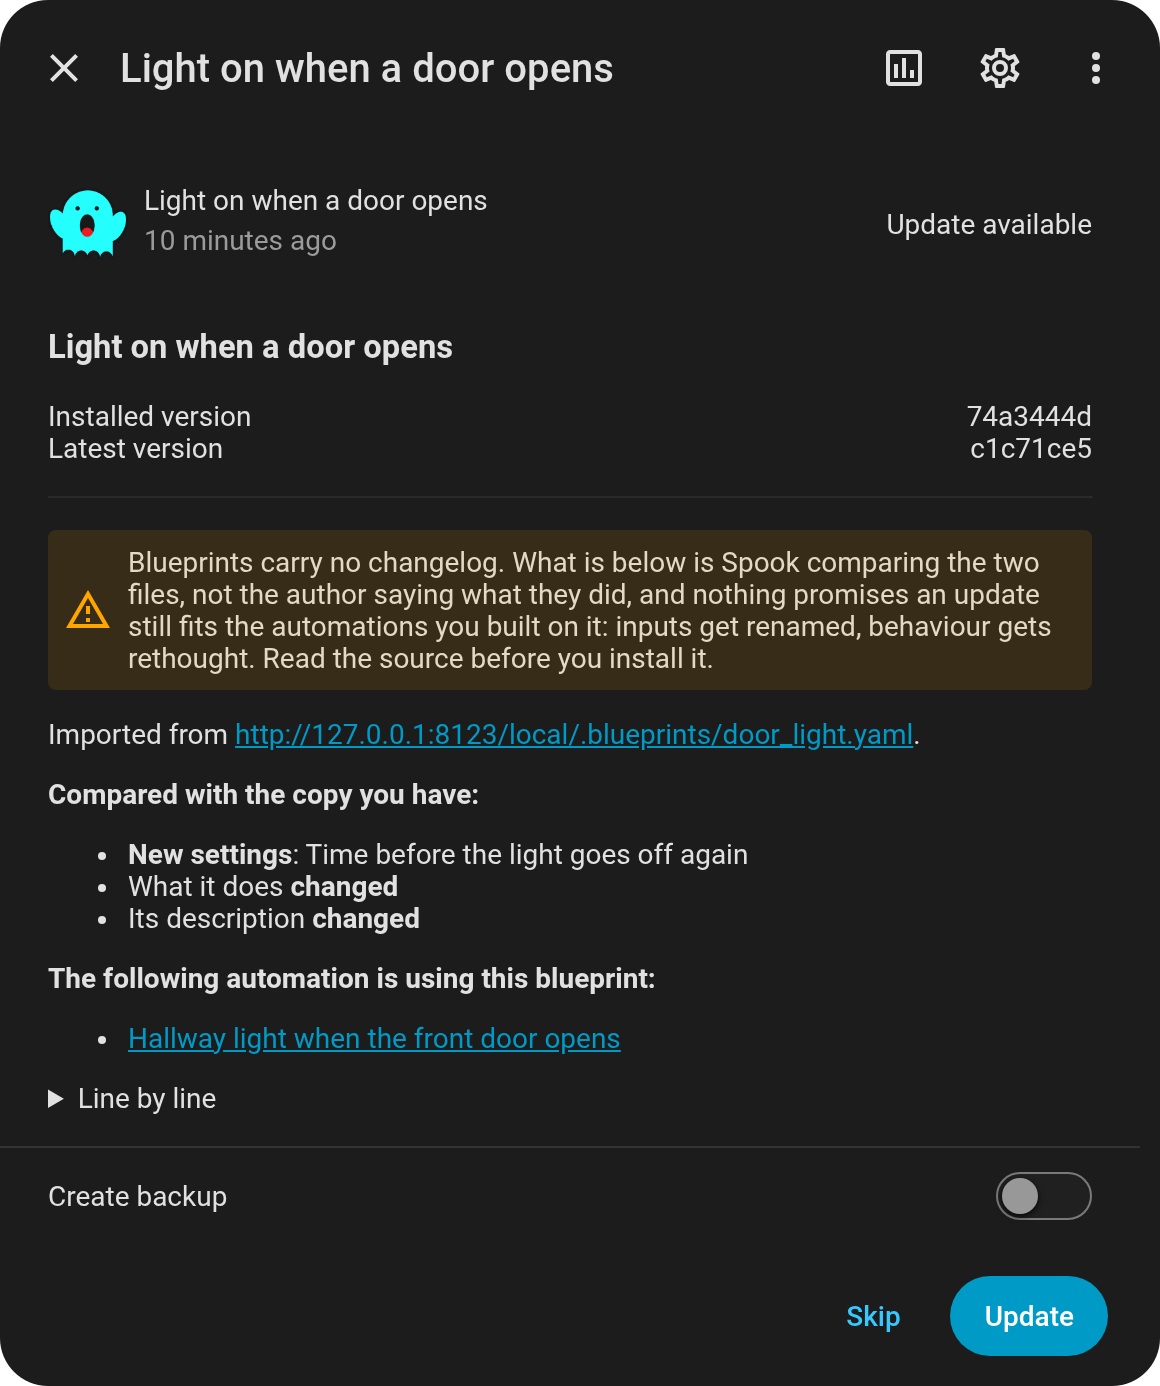 Light on when a door opens
Light on when a door opens
10 minutes ago
Update available
Light on when a door opens
Installed version 74a3444d
Latest version c1c71ce5
Blueprints carry no changelog. What is below is Spook comparing the two
files, not the author saying what they did, and nothing promises an update
still fits the automations you built on it: inputs get renamed, behaviour gets
rethought. Read the source before you install it.
Imported from http://127.0.0.1:8123/local/.blueprints/door_light.yaml.
Compared with the copy you have:
• New settings: Time before the light goes off again
• What it does changed
• Its description changed
The following automation is using this blueprint:
• Hallway light when the front door opens
Line by line
Create backup
Skip Update